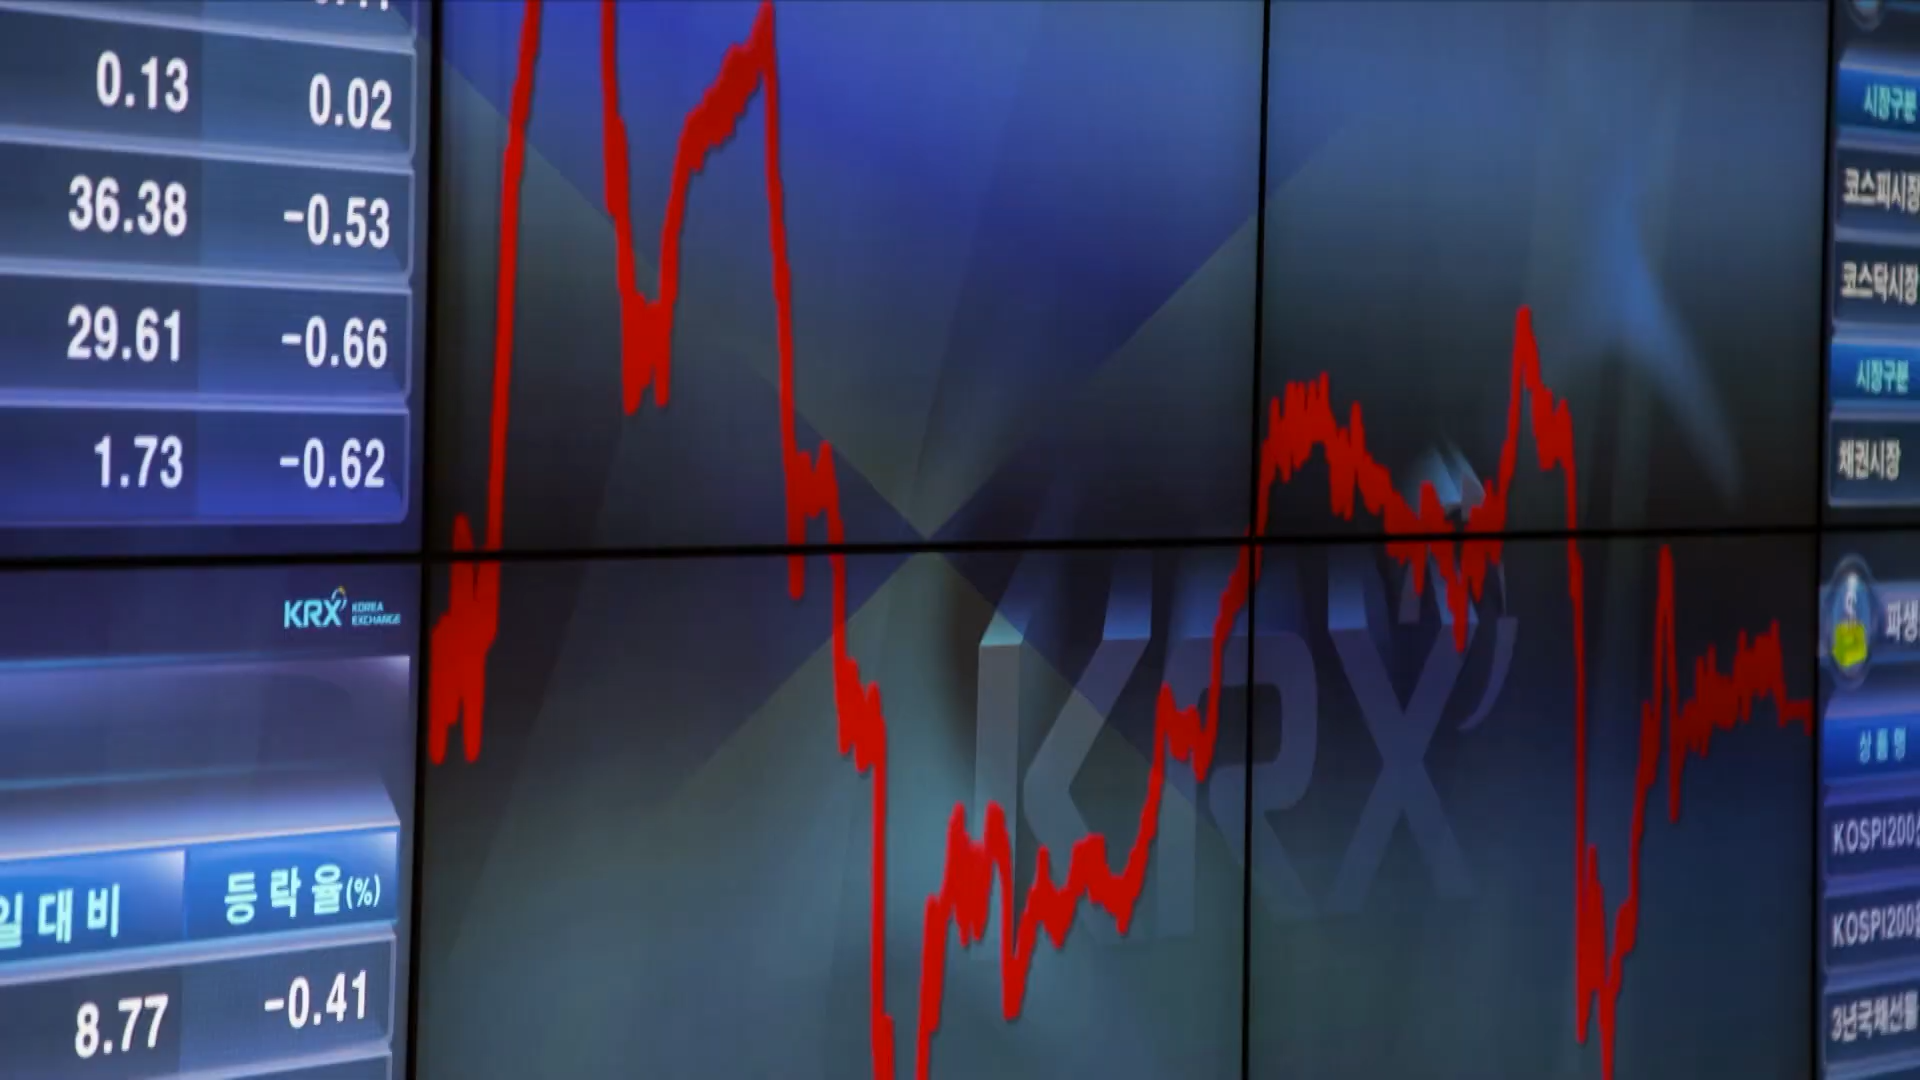 0.13 0.02
36.38 -0.53
29.61 -0.66
1.73 -0.62
KRX KOREA EXCHANGE
일대비 등락율(%)
8.77 -0.41
KRX
시장구분
코스피시장
코스닥시장
시장구분
채권시장
파생
상품명
KOSPI200
KOSPI200
3년국채선물